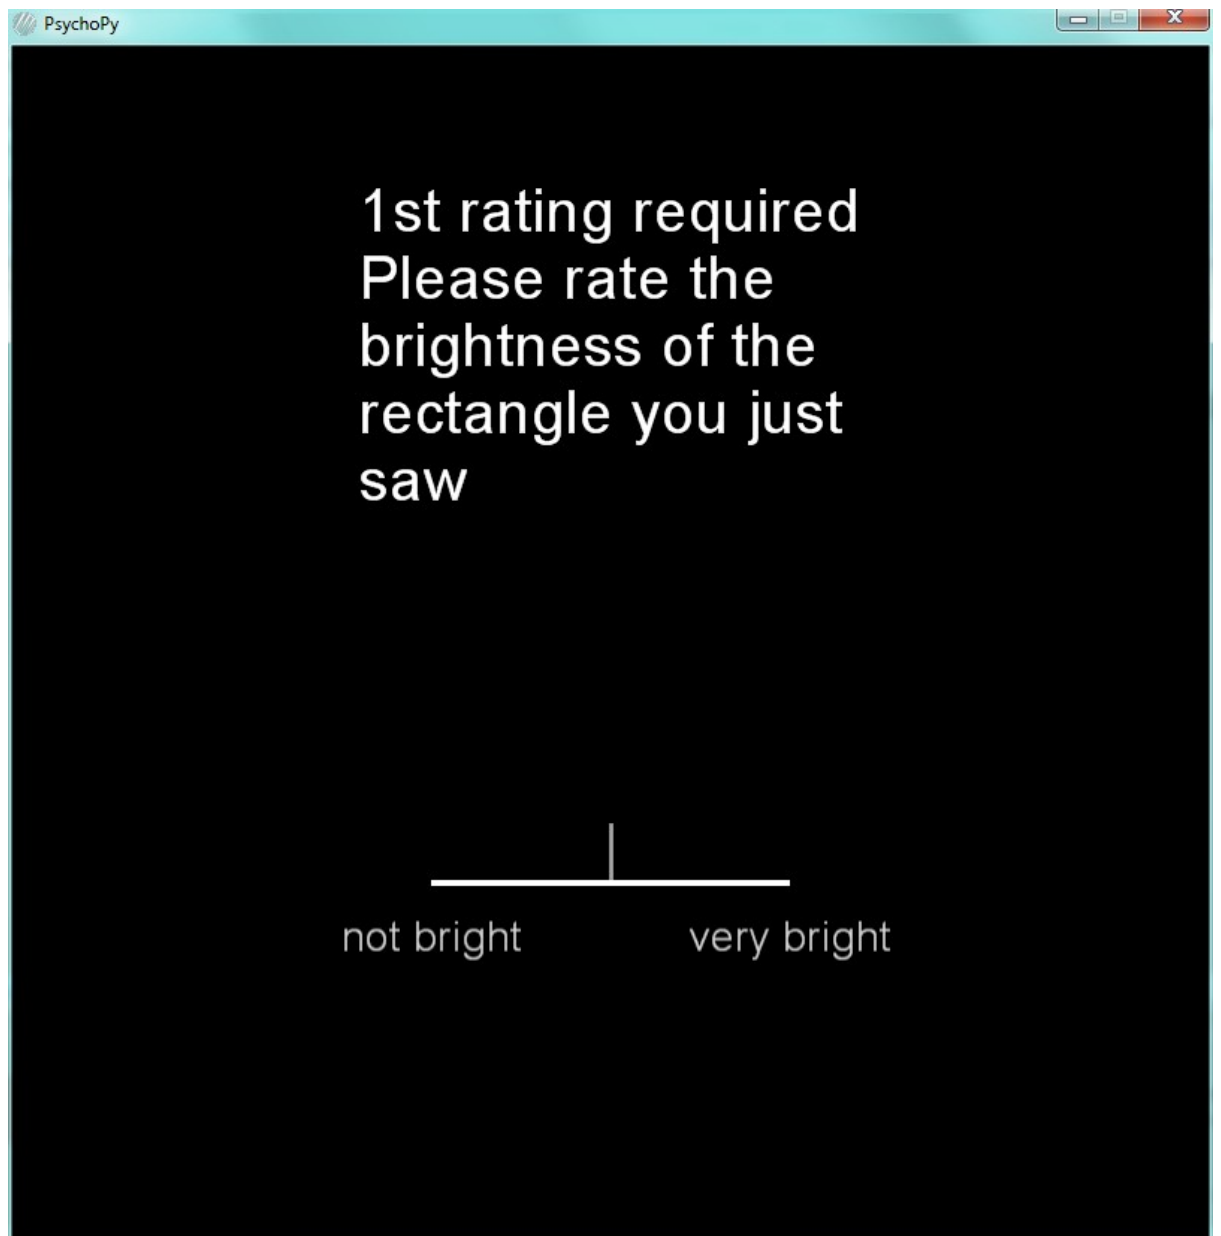 PsychoPy
1st rating required
Please rate the
brightness of the
rectangle you just
saw
not bright very bright